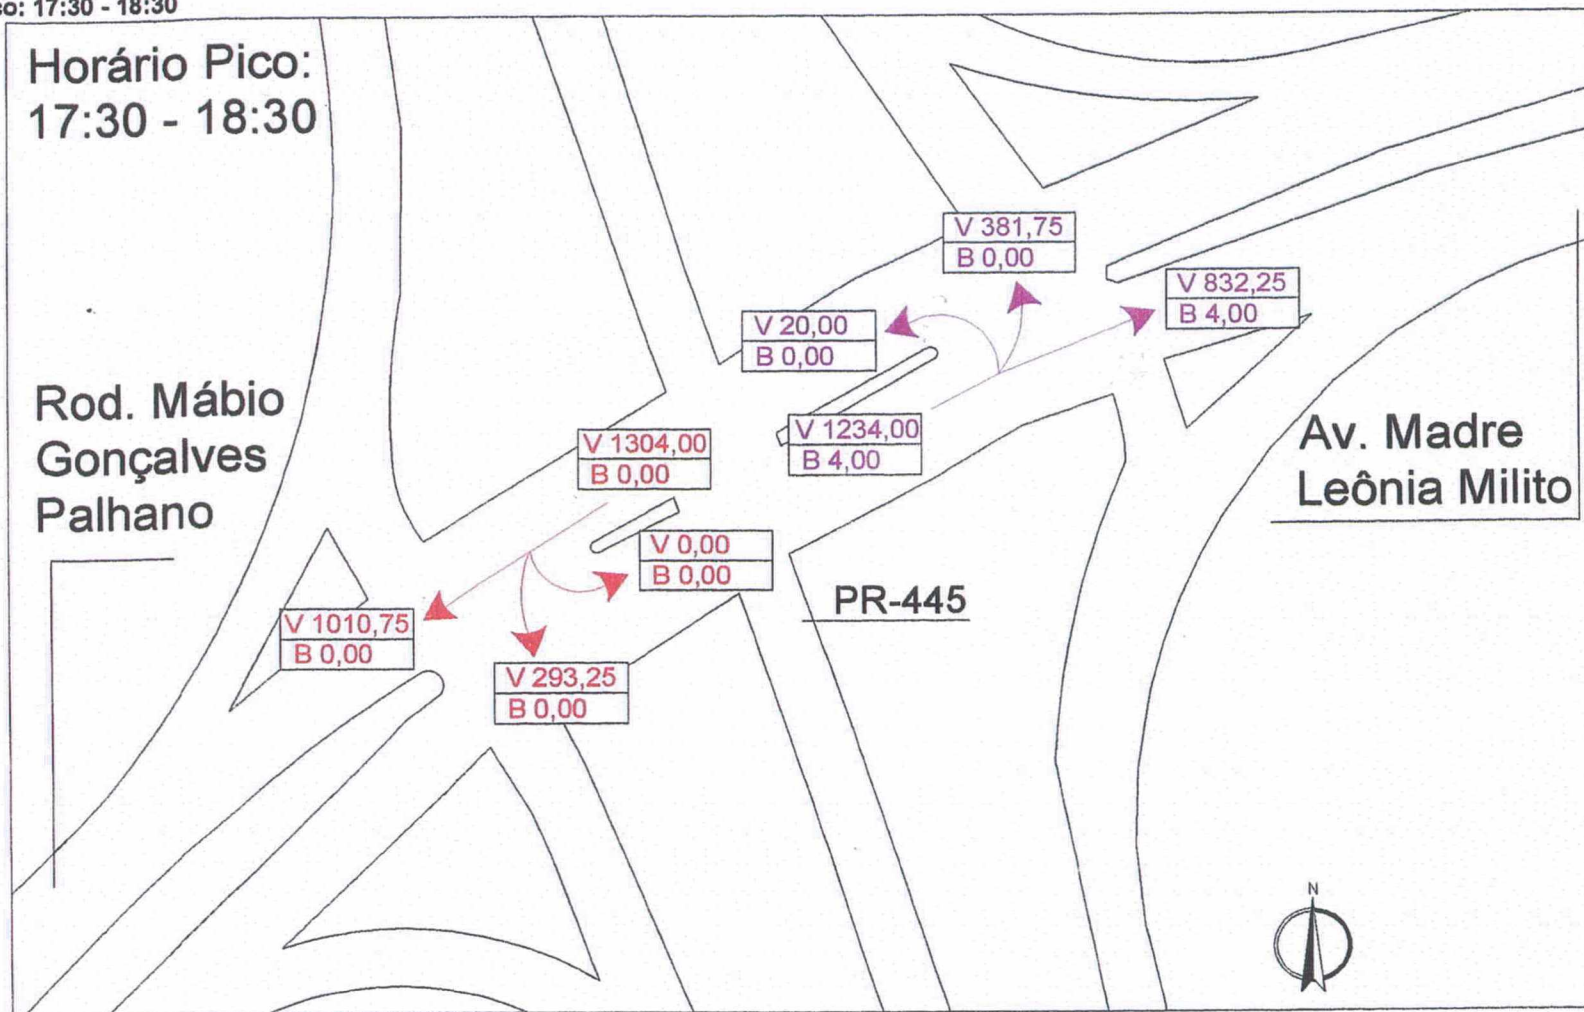 17:30 - 18:30
Horário Pico:
17:30 - 18:30
V 381,75
B 0,00
V 832,25
B 4,00
V 20,00
B 0,00
Rod. Mábio
Gonçalves
Palhano
V 1304,00
B 0,00
V 1234,00
B 4,00
Av. Madre
Leônia Milito
V 0,00
B 0,00
PR-445
V 1010,75
B 0,00
V 293,25
B 0,00
N